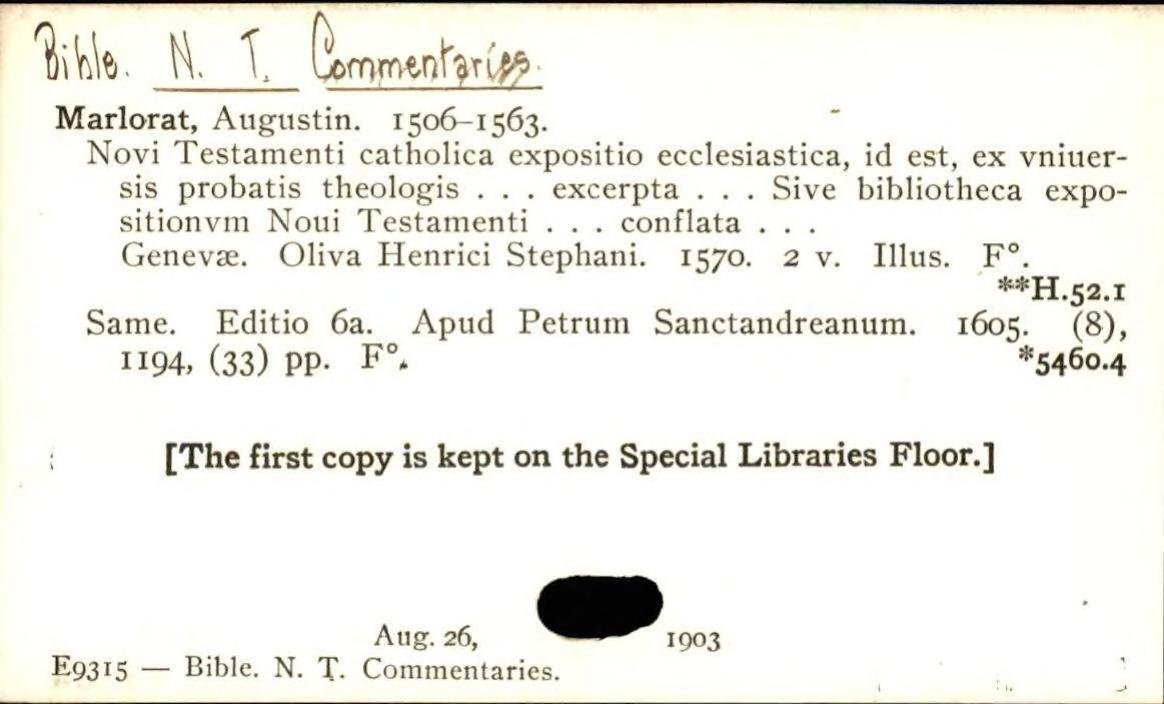 Bible. N. T. Commentaries.
Marlorat, Augustin. 1506–1563.
Novi Testamenti catholica expositio ecclesiastica, id est, ex vniuer-
sis probatis theologis . . . excerpta . . . Sive bibliotheca expo-
sitionvm Noui Testamenti . . . conflata . . .
Genevæ. Oliva Henrici Stephani. 1570. 2 v. Illus. F°.
**H.52.1
Same. Editio 6a. Apud Petrum Sanctandreanum. 1605. (8),
1194, (33) pp. F°. *5460.4
[The first copy is kept on the Special Libraries Floor.]
Aug. 26, 1903
E9315 — Bible. N. T. Commentaries.